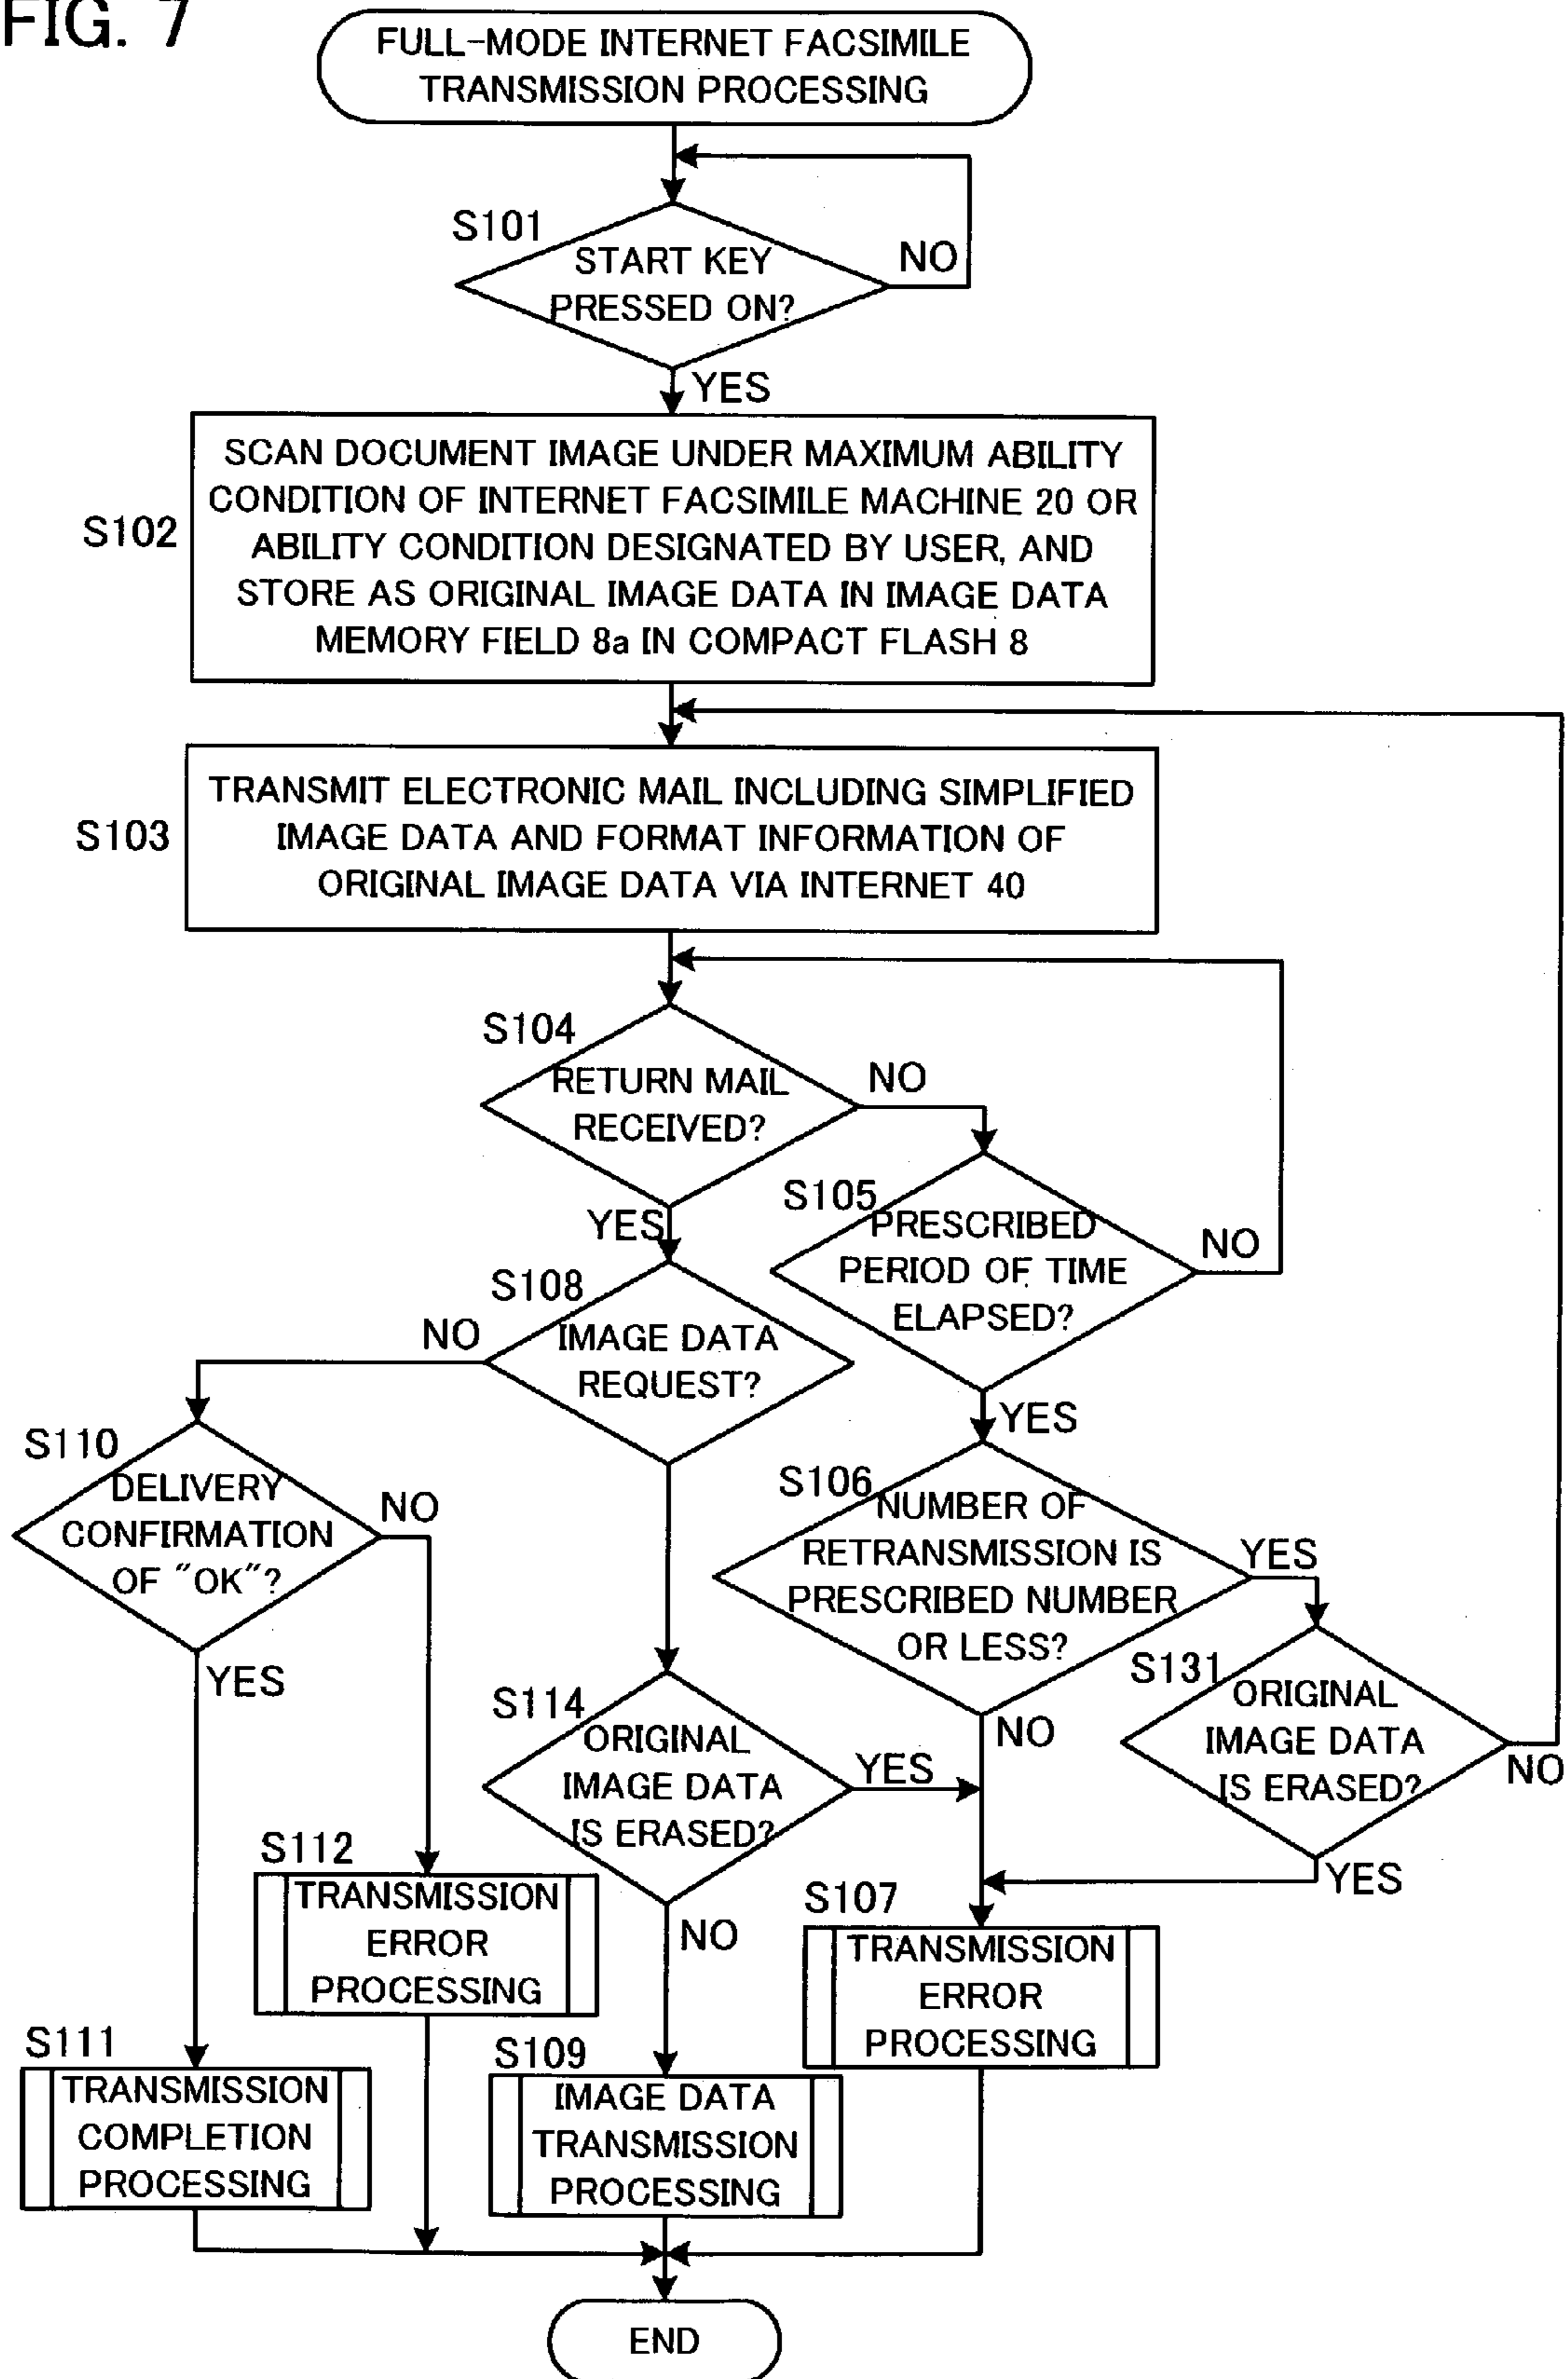 FIG. 7
FULL-MODE INTERNET FACSIMILE
TRANSMISSION PROCESSING
S101
START KEY
PRESSED ON?
NO
YES
S102
SCAN DOCUMENT IMAGE UNDER MAXIMUM ABILITY
CONDITION OF INTERNET FACSIMILE MACHINE 20 OR
ABILITY CONDITION DESIGNATED BY USER, AND
STORE AS ORIGINAL IMAGE DATA IN IMAGE DATA
MEMORY FIELD 8a IN COMPACT FLASH 8
S103
TRANSMIT ELECTRONIC MAIL INCLUDING SIMPLIFIED
IMAGE DATA AND FORMAT INFORMATION OF
ORIGINAL IMAGE DATA VIA INTERNET 40
S104
RETURN MAIL
RECEIVED?
NO
YES
S105
PRESCRIBED
PERIOD OF TIME
ELAPSED?
NO
YES
S108
IMAGE DATA
REQUEST?
NO
S110
DELIVERY
CONFIRMATION
OF "OK"?
NO
YES
S106
NUMBER OF
RETRANSMISSION IS
PRESCRIBED NUMBER
OR LESS?
YES
NO
S131
ORIGINAL
IMAGE DATA
IS ERASED?
NO
YES
S114
ORIGINAL
IMAGE DATA
IS ERASED?
YES
NO
S112
TRANSMISSION
ERROR
PROCESSING
S107
TRANSMISSION
ERROR
PROCESSING
S111
TRANSMISSION
COMPLETION
PROCESSING
S109
IMAGE DATA
TRANSMISSION
PROCESSING
END